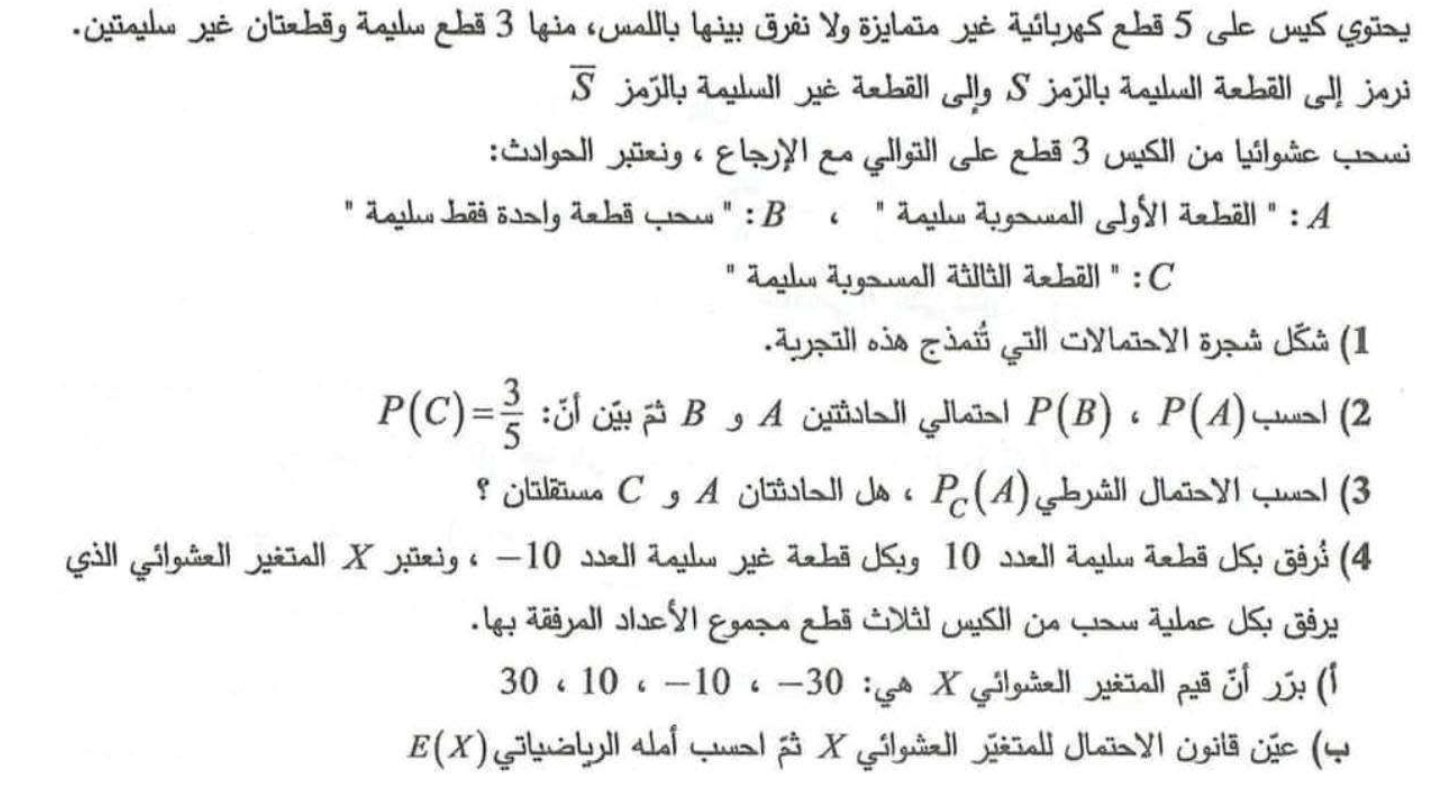 يحتوي كيس على 5 قطع كهربائية غير متمايزة ولا نفرق بينها باللمس، منها 3 قطع سليمة وقطعتان غير سليمتين.
نرمز إلى القطعة السليمة بالرّمز S وإلى القطعة غير السليمة بالرّمز S̅
نسحب عشوائيا من الكيس 3 قطع على التوالي مع الإرجاع ، ونعتبر الحوادث:
A : " القطعة الأولى المسحوبة سليمة " ، B : " سحب قطعة واحدة فقط سليمة "
C : " القطعة الثالثة المسحوبة سليمة "
1) شكّل شجرة الاحتمالات التي تُنمذج هذه التجربة.
2) احسب P(A) ، P(B) احتمالي الحادثتين A و B ثمّ بيّن أنّ: P(C)=3/5
3) احسب الاحتمال الشرطي P_C(A) ، هل الحادثتان A و C مستقلتان ؟
4) نُرفق بكل قطعة سليمة العدد 10 وبكل قطعة غير سليمة العدد −10 ، ونعتبر X المتغير العشوائي الذي
يرفق بكل عملية سحب من الكيس لثلاث قطع مجموع الأعداد المرفقة بها.
أ) برّر أنّ قيم المتغير العشوائي X هي: −30 ، −10 ، 10 ، 30
ب) عيّن قانون الاحتمال للمتغيّر العشوائي X ثمّ احسب أمله الرياضياتي E(X)